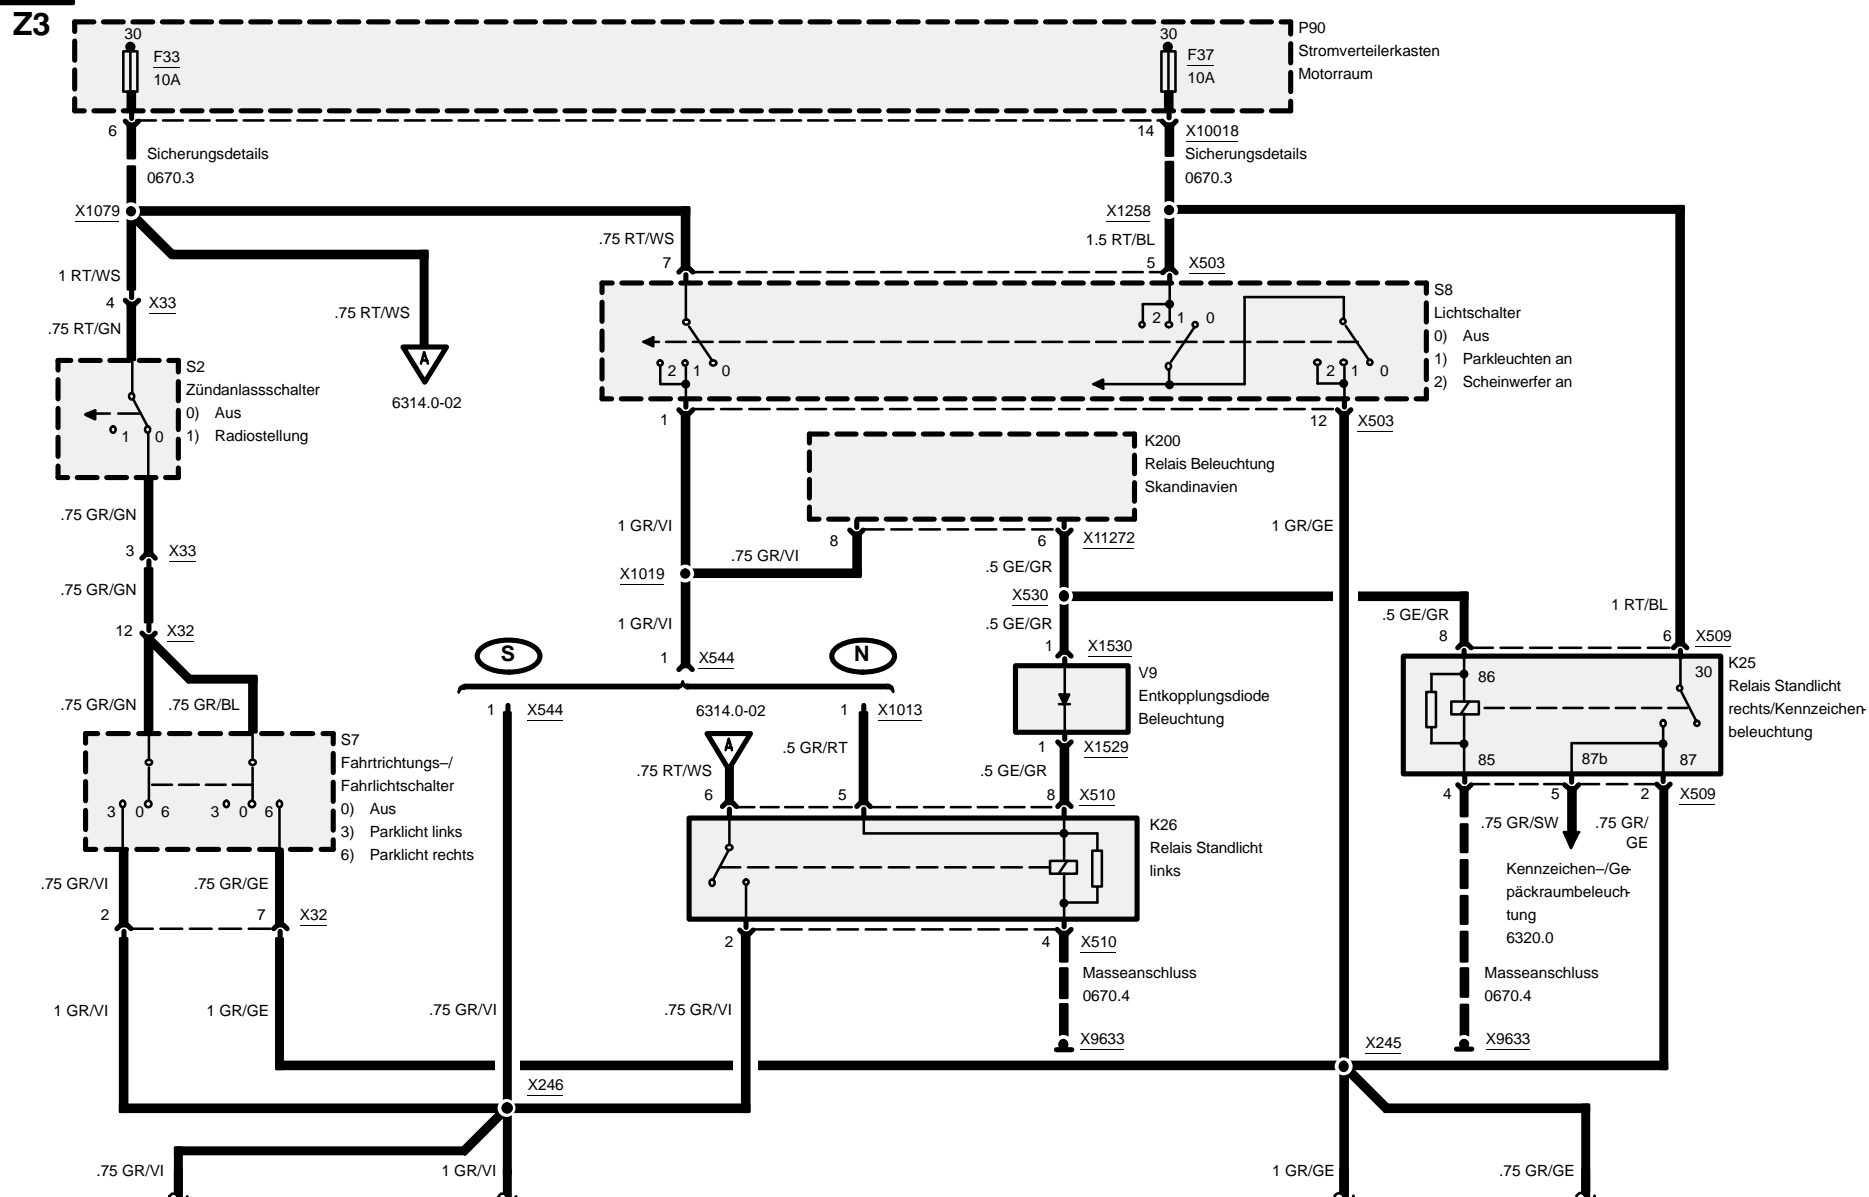 Z3
30
F33
10A
30
F37
10A
P90
Stromverteilerkasten
Motorraum
6
14
X10018
Sicherungsdetails
0670.3
Sicherungsdetails
0670.3
X1079
X1258
.75 RT/WS
1.5 RT/BL
7
5
X503
1 RT/WS
4
X33
.75 RT/GN
.75 RT/WS
A
6314.0-02
S8
Lichtschalter
0) Aus
1) Parkleuchten an
2) Scheinwerfer an
2 1 0
2 1 0
2 1 0
S2
Zündanlassschalter
0) Aus
1) Radiostellung
1 0
1
12
X503
K200
Relais Beleuchtung
Skandinavien
.75 GR/GN
3
X33
.75 GR/GN
12
X32
1 GR/VI
8
6
X11272
1 GR/GE
.75 GR/VI
.5 GE/GR
X1019
X530
.5 GE/GR
1 RT/BL
1 GR/VI
.5 GE/GR
8
6
X509
S
N
1
X544
1
X1530
V9
Entkopplungsdiode
Beleuchtung
86
30
K25
Relais Standlicht
rechts/Kennzeichen-
beleuchtung
.75 GR/GN
.75 GR/BL
1
X544
6314.0-02
A
1
X1013
.5 GR/RT
1
X1529
.75 RT/WS
.5 GE/GR
85
87b
87
S7
Fahrtrichtungs–/
Fahrlichtschalter
0) Aus
3) Parklicht links
6) Parklicht rechts
3 0 6
3 0 6
6
5
8
X510
4
5
2
X509
.75 GR/SW
.75 GR/
GE
K26
Relais Standlicht
links
Kennzeichen–/Ge-
päckraumbeleuch-
tung
6320.0
.75 GR/VI
.75 GR/GE
2
7
X32
2
4
X510
Masseanschluss
0670.4
Masseanschluss
0670.4
1 GR/VI
1 GR/GE
.75 GR/VI
.75 GR/VI
X9633
X245
X9633
X246
.75 GR/VI
1 GR/VI
1 GR/GE
.75 GR/GE